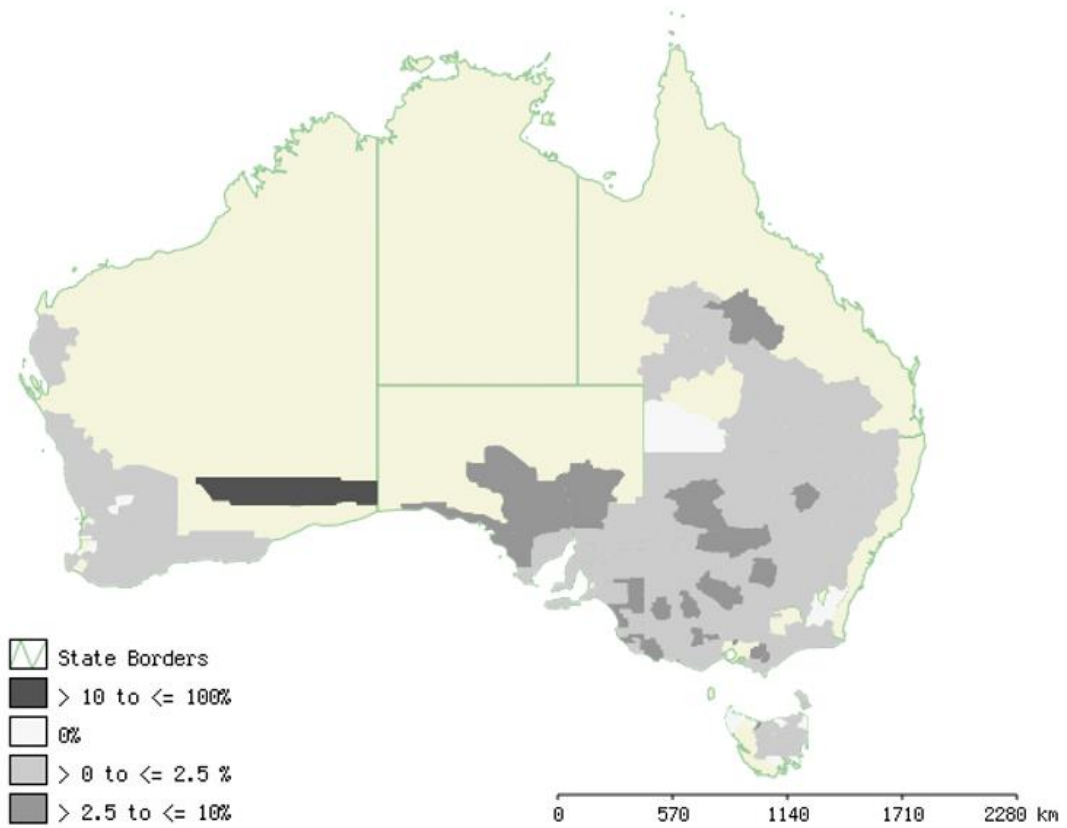 State Borders
> 10 to <= 100%
0%
> 0 to <= 2.5 %
> 2.5 to <= 10%
0 570 1140 1710 2280 km